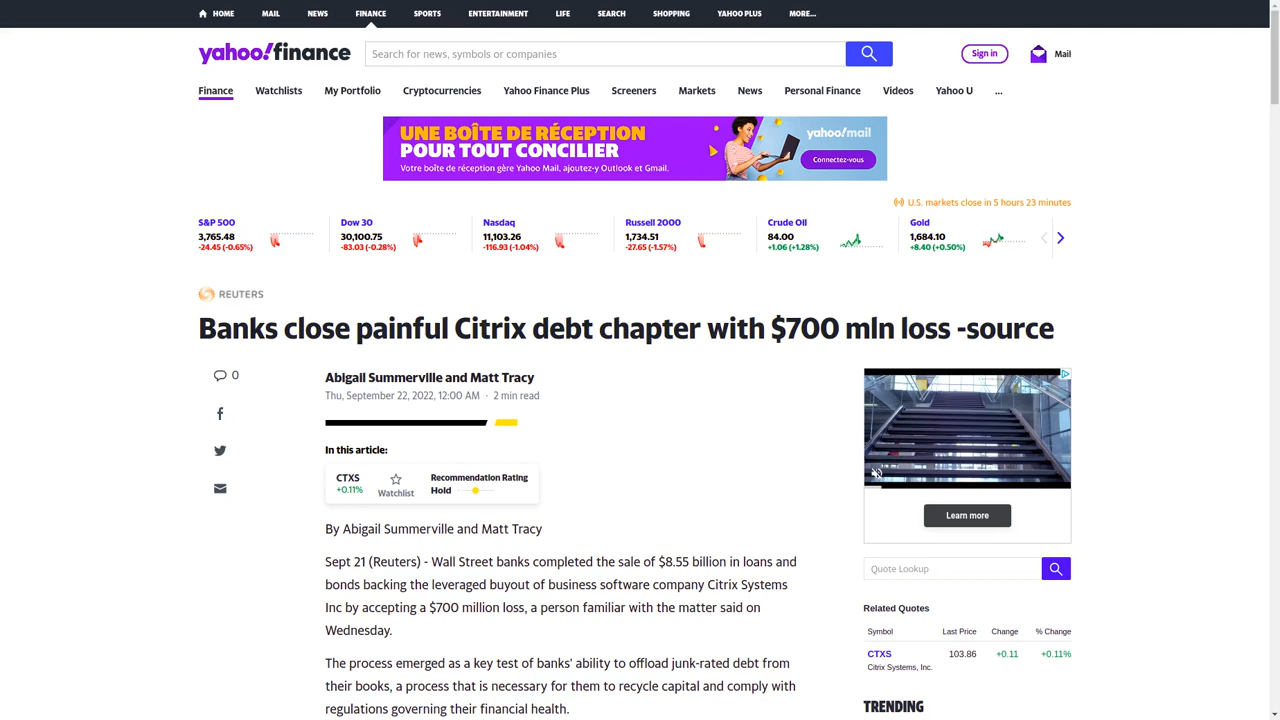 HOME MAIL NEWS FINANCE SPORTS ENTERTAINMENT LIFE SEARCH SHOPPING YAHOO PLUS MORE...
yahoo!finance
Search for news, symbols or companies
Sign in
Mail
Finance Watchlists My Portfolio Cryptocurrencies Yahoo Finance Plus Screeners Markets News Personal Finance Videos Yahoo U ...
UNE BOÎTE DE RÉCEPTION
POUR TOUT CONCILIER
Votre boîte de réception gère Yahoo Mail, ajoutez-y Outlook et Gmail.
yahoo!mail
Connectez-vous
U.S. markets close in 5 hours 23 minutes
S&P 500
3,765.48
-24.45 (-0.65%)
Dow 30
30,100.75
-83.03 (-0.28%)
Nasdaq
11,103.26
-116.93 (-1.04%)
Russell 2000
1,734.51
-27.65 (-1.57%)
Crude Oil
84.00
+1.06 (+1.28%)
Gold
1,684.10
+8.40 (+0.50%)
REUTERS
Banks close painful Citrix debt chapter with $700 mln loss -source
0
Abigail Summerville and Matt Tracy
Thu, September 22, 2022, 12:00 AM · 2 min read
In this article:
CTXS
+0.11%
Watchlist
Recommendation Rating
Hold
By Abigail Summerville and Matt Tracy
Sept 21 (Reuters) - Wall Street banks completed the sale of $8.55 billion in loans and
bonds backing the leveraged buyout of business software company Citrix Systems
Inc by accepting a $700 million loss, a person familiar with the matter said on
Wednesday.
The process emerged as a key test of banks' ability to offload junk-rated debt from
their books, a process that is necessary for them to recycle capital and comply with
regulations governing their financial health.
Learn more
Quote Lookup
Related Quotes
Symbol Last Price Change % Change
CTXS 103.86 +0.11 +0.11%
Citrix Systems, Inc.
TRENDING